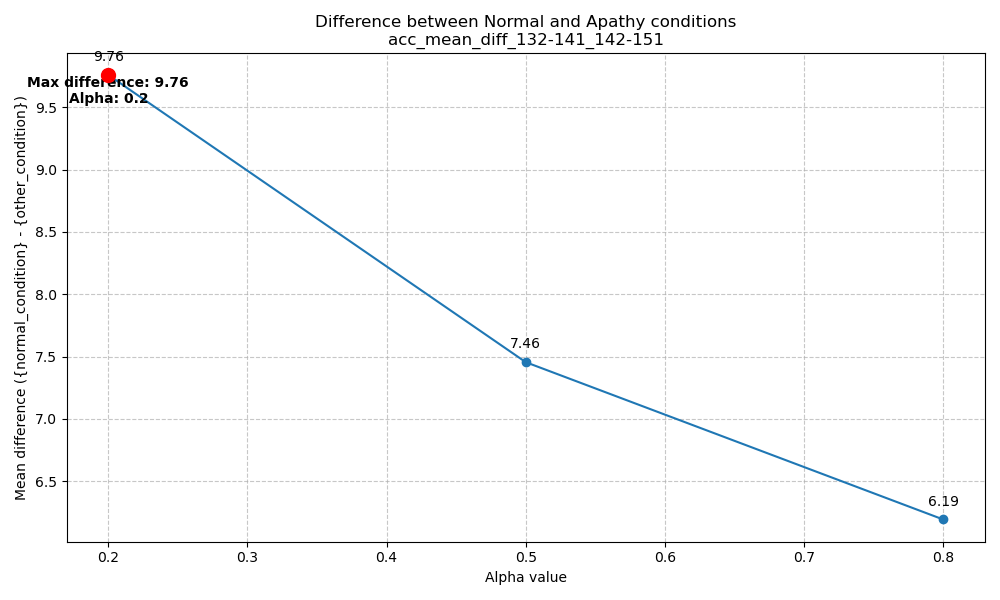 Difference between Normal and Apathy conditions
acc_mean_diff_132-141_142-151
9.76
Max difference: 9.76
Alpha: 0.2
7.46
6.19
Mean difference ({normal_condition} - {other_condition})
9.5
9.0
8.5
8.0
7.5
7.0
6.5
0.2 0.3 0.4 0.5 0.6 0.7 0.8
Alpha value